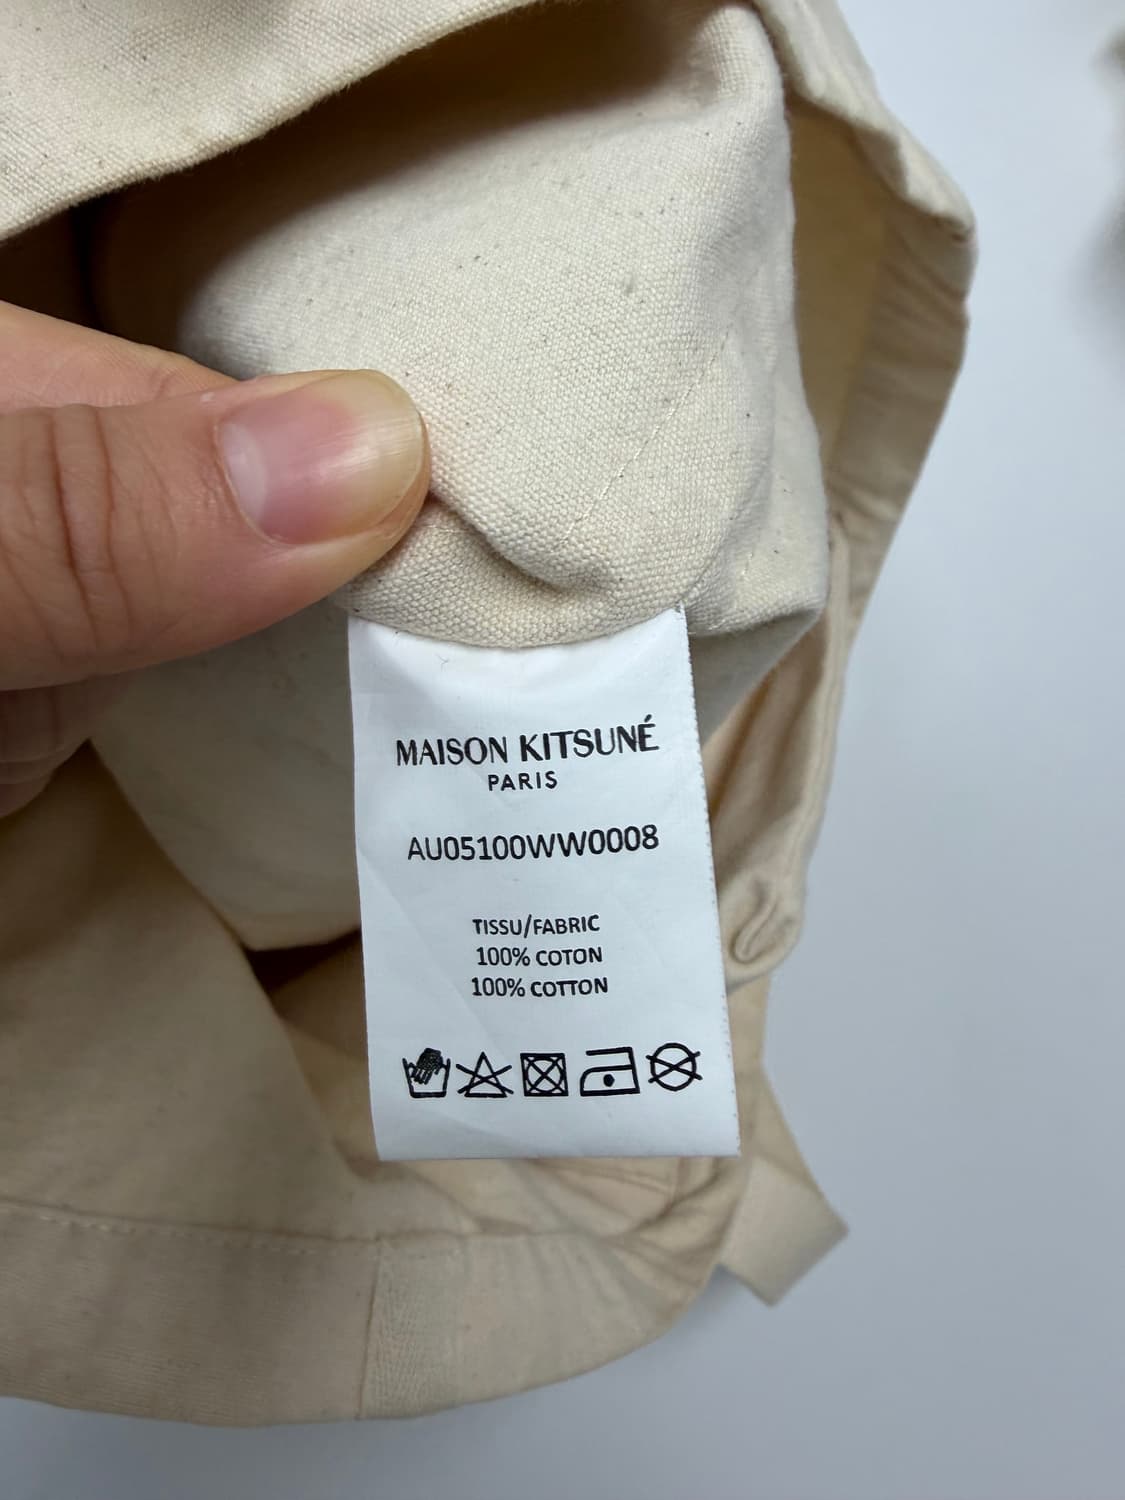 MAISON KITSUNÉ
PARIS
AU05100WW0008
TISSU/FABRIC
100% COTON
100% COTTON